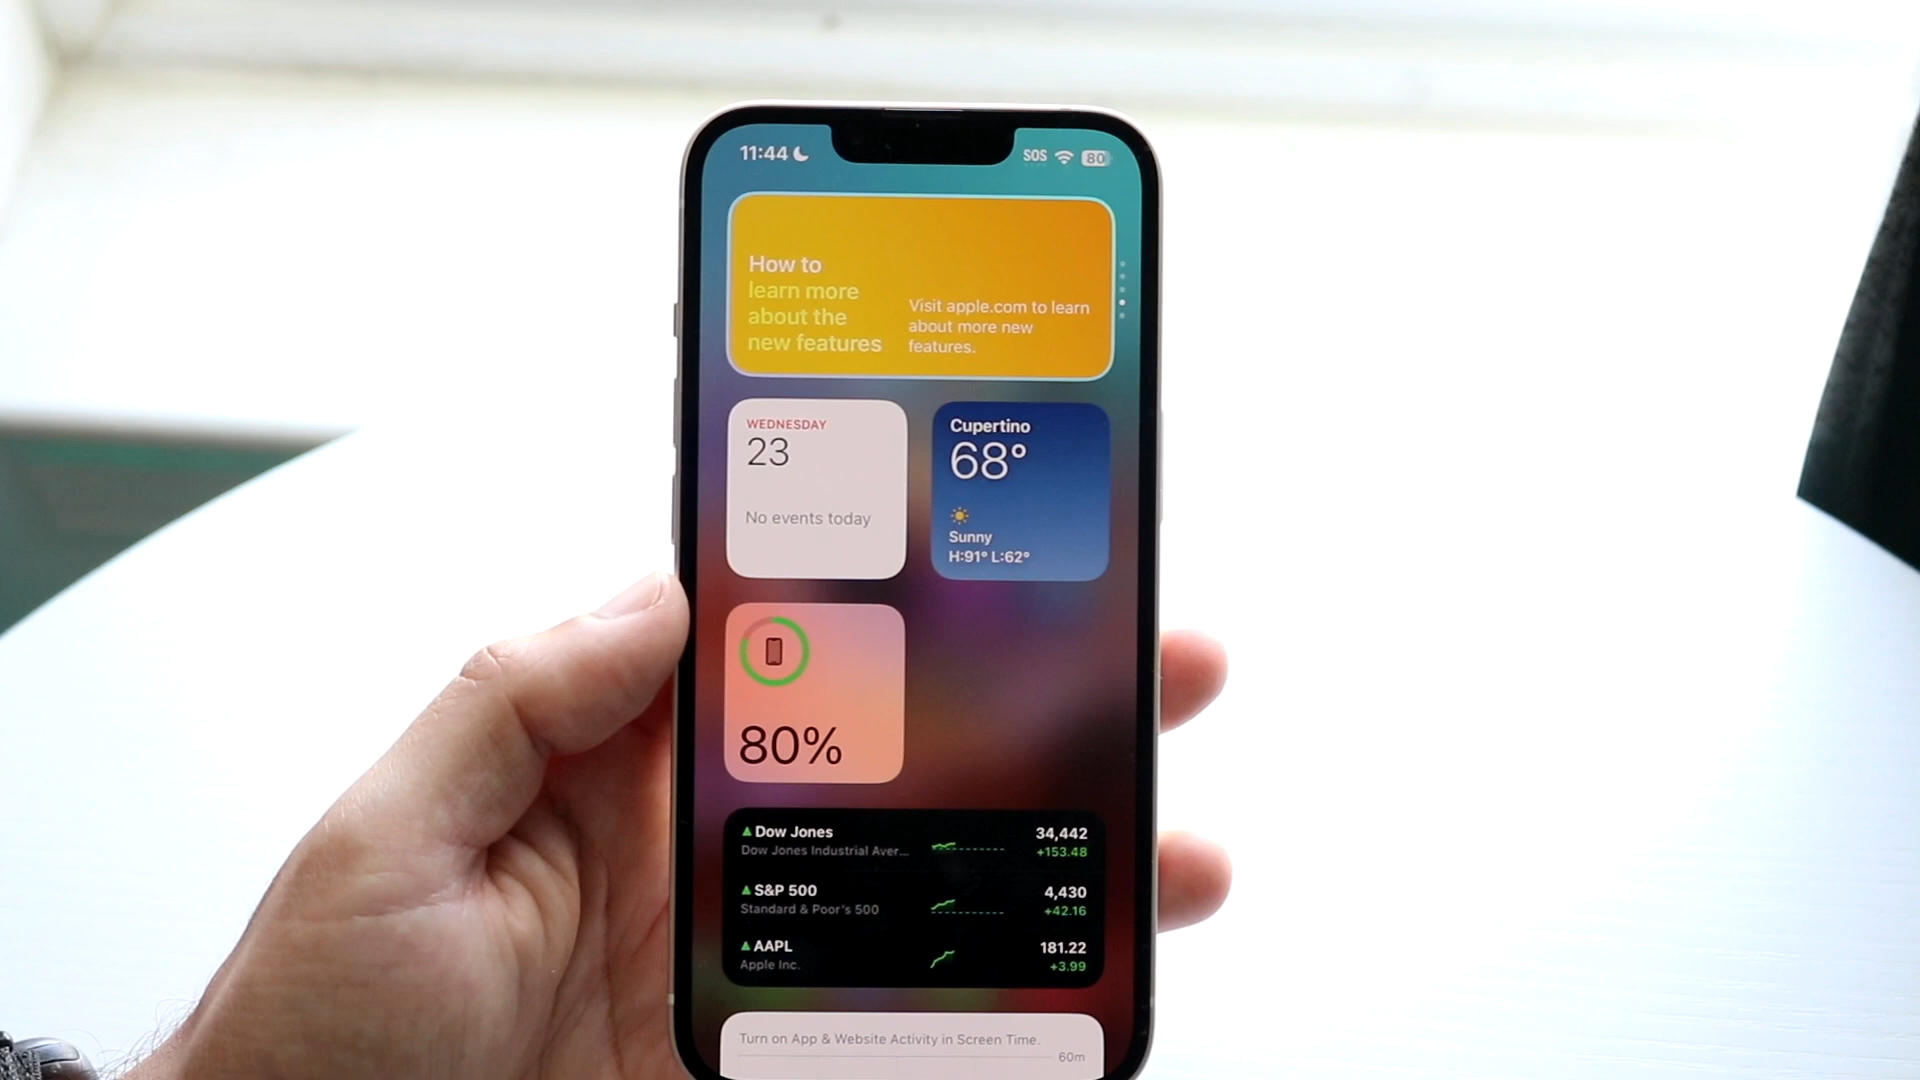 11:44
SOS
80
How to
learn more
about the
new features
Visit apple.com to learn
about more new
features.
WEDNESDAY
23
No events today
Cupertino
68°
Sunny
H:91° L:62°
80%
Dow Jones
34,442
Dow Jones Industrial Aver...
+153.48
S&P 500
4,430
Standard & Poor's 500
+42.16
AAPL
181.22
Apple Inc.
+3.99
Turn on App & Website Activity in Screen Time.
60m